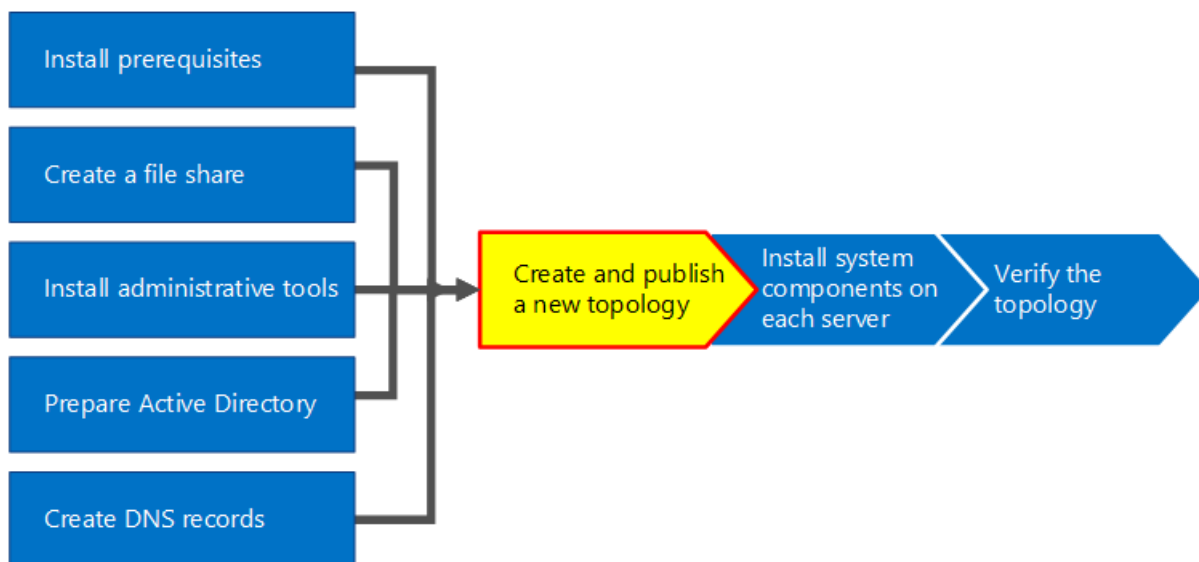 Install prerequisites
Create a file share
Install administrative tools
Prepare Active Directory
Create DNS records
Create and publish
a new topology
Install system
components on
each server
Verify the
topology